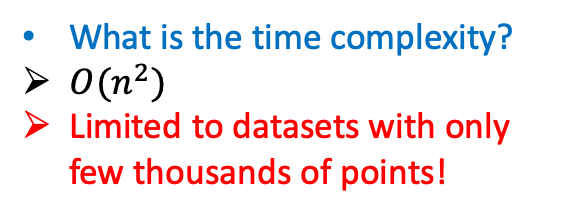 • What is the time complexity?
➢ O(n²)
➢ Limited to datasets with only
few thousands of points!